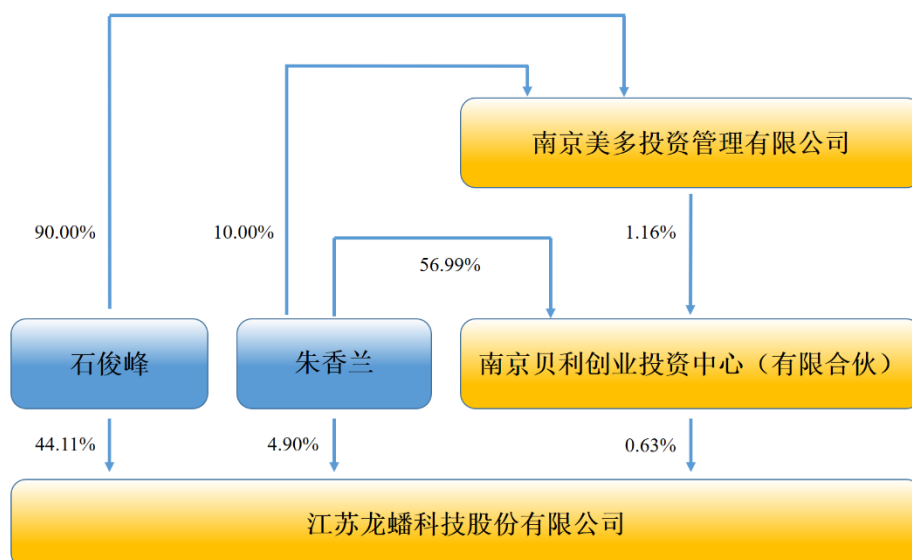 南京美多投资管理有限公司
90.00%
10.00%
1.16%
56.99%
石俊峰
朱香兰
南京贝利创业投资中心（有限合伙）
44.11%
4.90%
0.63%
江苏龙蟠科技股份有限公司